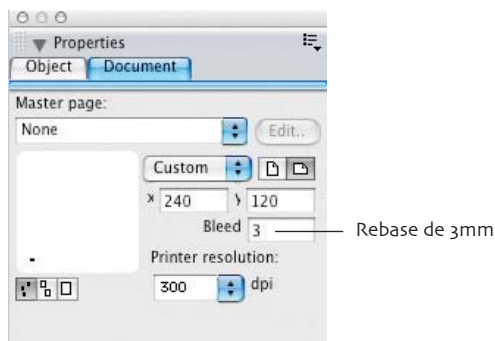 Properties
Object Document
Master page:
None Edit..
Custom
x 240 y 120
Bleed 3 Rebase de 3mm
Printer resolution:
300 dpi